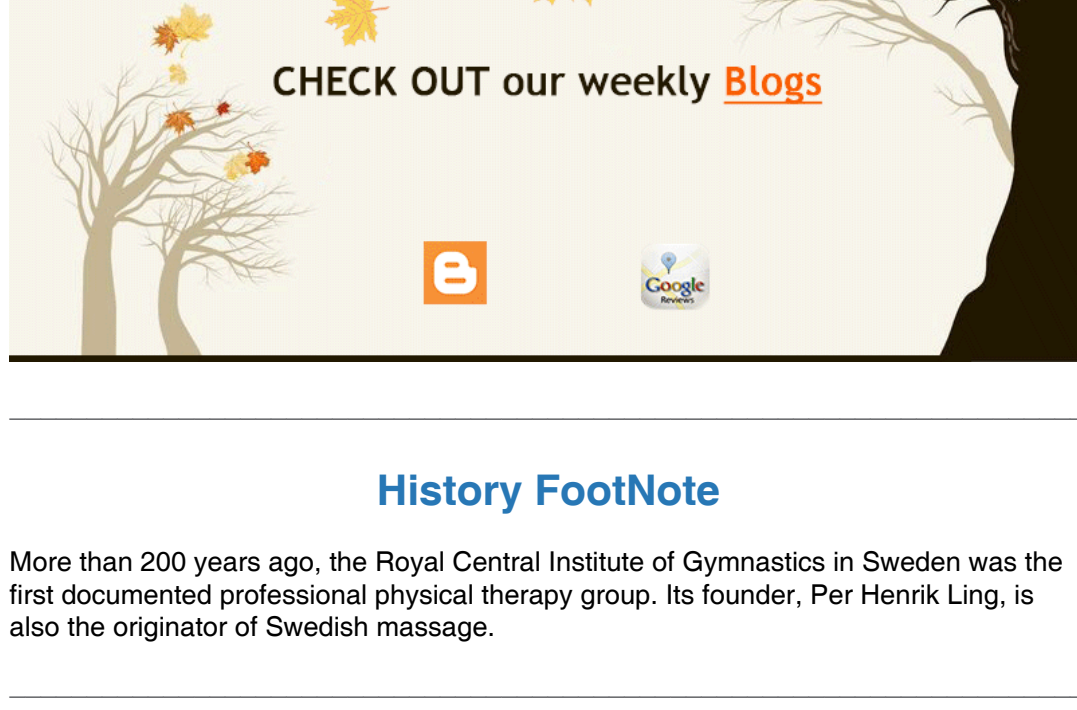 CHECK OUT our weekly Blogs
Google
Reviews
History FootNote
More than 200 years ago, the Royal Central Institute of Gymnastics in Sweden was the
first documented professional physical therapy group. Its founder, Per Henrik Ling, is
also the originator of Swedish massage.